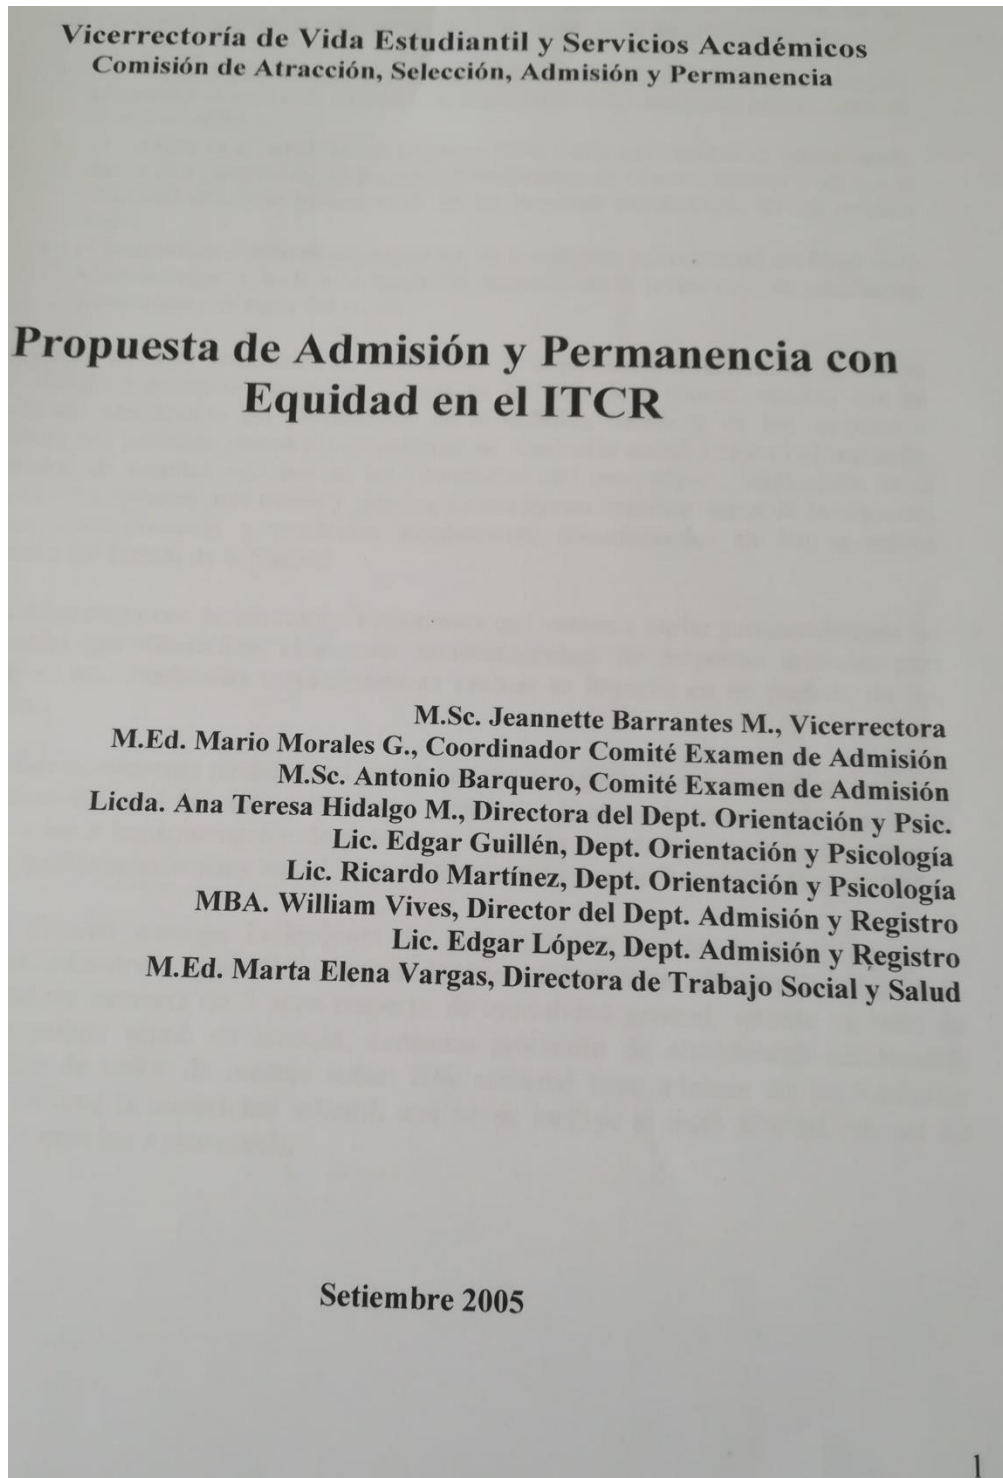 Vicerrectoría de Vida Estudiantil y Servicios Académicos
Comisión de Atracción, Selección, Admisión y Permanencia
Propuesta de Admisión y Permanencia con
Equidad en el ITCR
M.Sc. Jeannette Barrantes M., Vicerrectora
M.Ed. Mario Morales G., Coordinador Comité Examen de Admisión
M.Sc. Antonio Barquero, Comité Examen de Admisión
Licda. Ana Teresa Hidalgo M., Directora del Dept. Orientación y Psic.
Lic. Edgar Guillén, Dept. Orientación y Psicología
Lic. Ricardo Martínez, Dept. Orientación y Psicología
MBA. William Vives, Director del Dept. Admisión y Registro
Lic. Edgar López, Dept. Admisión y Registro
M.Ed. Marta Elena Vargas, Directora de Trabajo Social y Salud
Setiembre 2005
1